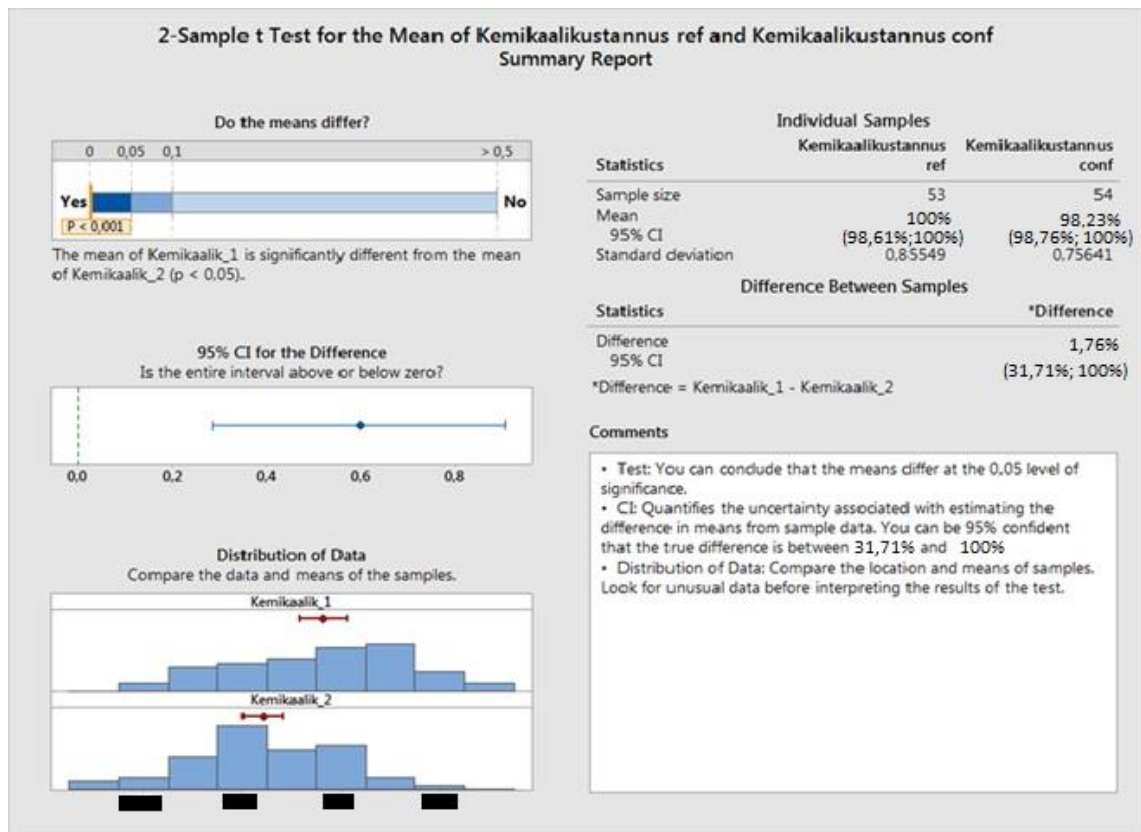 2-Sample t Test for the Mean of Kemikaalikustannus ref and Kemikaalikustannus conf
Summary Report
Do the means differ?
0 0,05 0,1 > 0,5
Yes No
P < 0,001
The mean of Kemikaalik_1 is significantly different from the mean
of Kemikaalik_2 (p < 0,05).
95% CI for the Difference
Is the entire interval above or below zero?
0,0 0,2 0,4 0,6 0,8
Distribution of Data
Compare the data and means of the samples.
Kemikaalik_1
Kemikaalik_2
Individual Samples
Kemikaalikustannus Kemikaalikustannus
Statistics ref conf
Sample size 53 54
Mean 100% 98,23%
95% CI (98,61%;100%) (98,76%; 100%)
Standard deviation 0,85549 0,75641
Difference Between Samples
Statistics *Difference
Difference 1,76%
95% CI (31,71%; 100%)
*Difference = Kemikaalik_1 - Kemikaalik_2
Comments
• Test: You can conclude that the means differ at the 0,05 level of
significance.
• CI: Quantifies the uncertainty associated with estimating the
difference in means from sample data. You can be 95% confident
that the true difference is between 31,71% and 100%
• Distribution of Data: Compare the location and means of samples.
Look for unusual data before interpreting the results of the test.